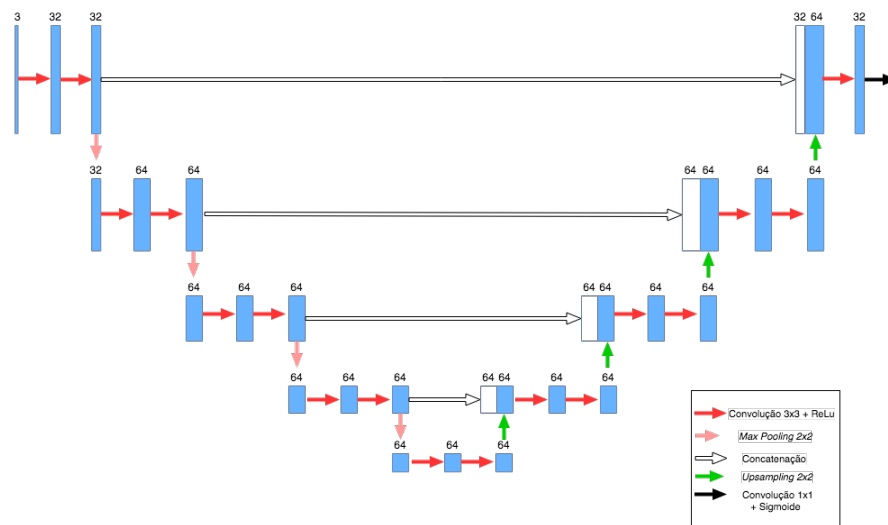 3 32 32 32 64 32
32 64 64 64 64 64 64
64 64 64 64 64 64 64
64 64 64 64 64 64 64
64 64 64
Convolução 3x3 + ReLu
Max Pooling 2x2
Concatenação
Upsampling 2x2
Convolução 1x1
+ Sigmoide